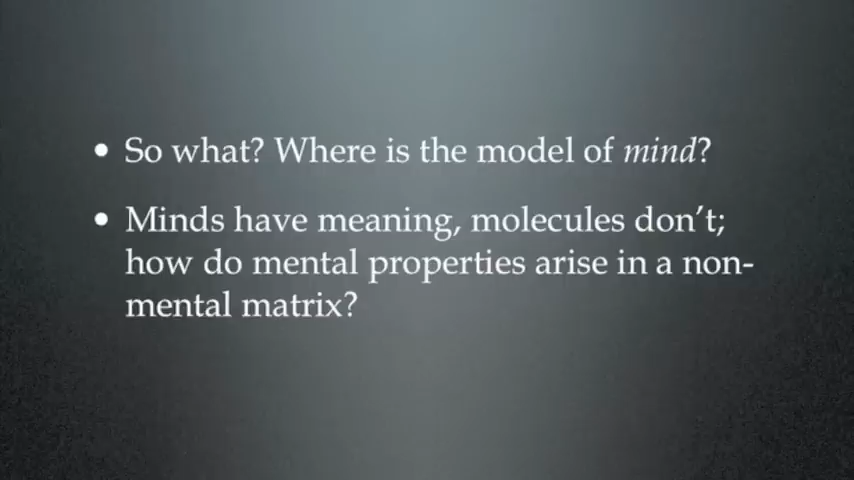 • So what? Where is the model of mind?
• Minds have meaning, molecules don’t;
how do mental properties arise in a non-
mental matrix?